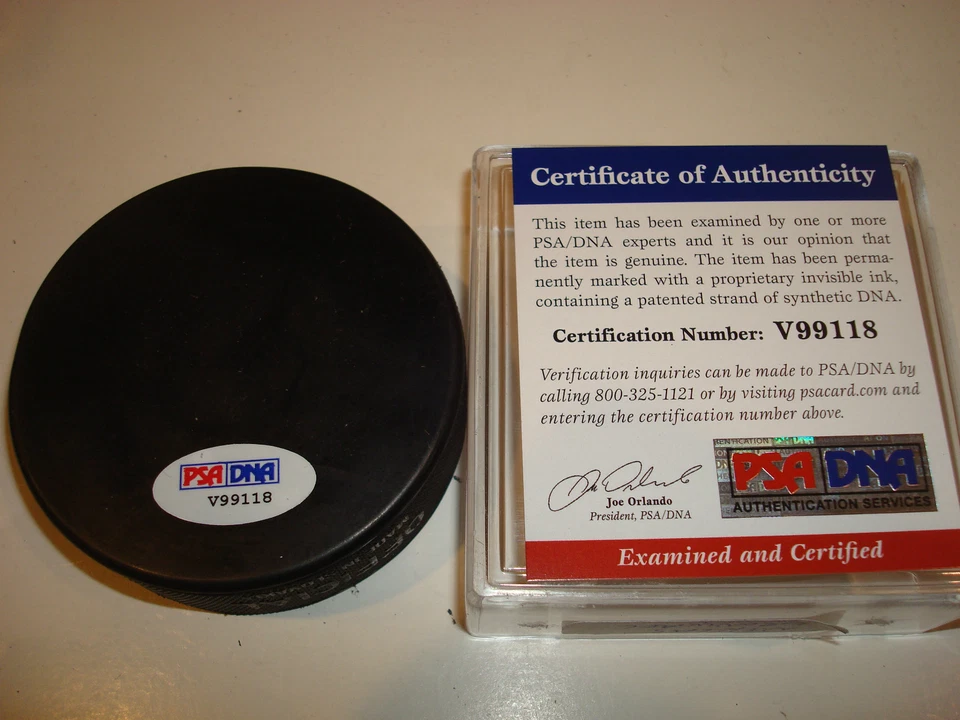 PSA DNA
V99118
Certificate of Authenticity
This item has been examined by one or more
PSA/DNA experts and it is our opinion that
the item is genuine. The item has been perma-
nently marked with a proprietary invisible ink,
containing a patented strand of synthetic DNA.
Certification Number: V99118
Verification inquiries can be made to PSA/DNA by
calling 800-325-1121 or by visiting psacard.com and
entering the certification number above.
Joe Orlando
President, PSA/DNA
PSA DNA
AUTHENTICATION SERVICES
Examined and Certified